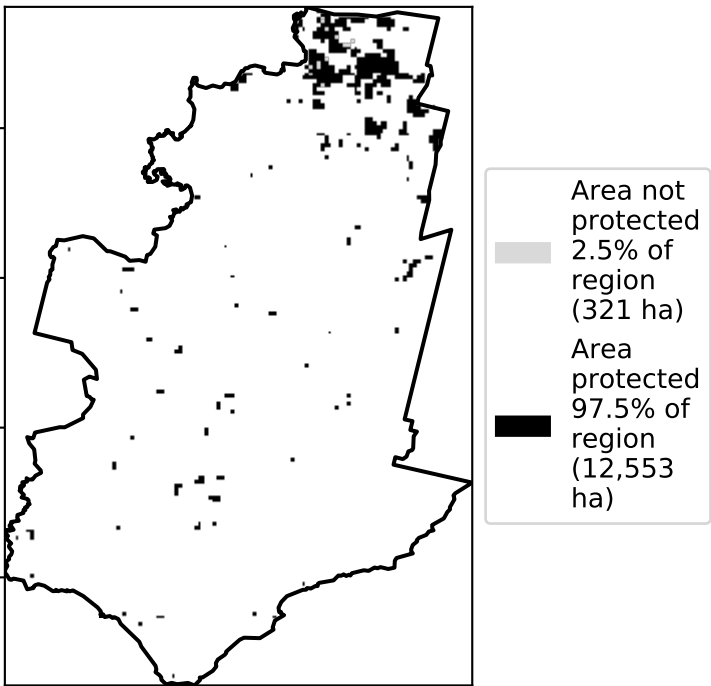 Area not
protected
2.5% of
region
(321 ha)
Area
protected
97.5% of
region
(12,553
ha)